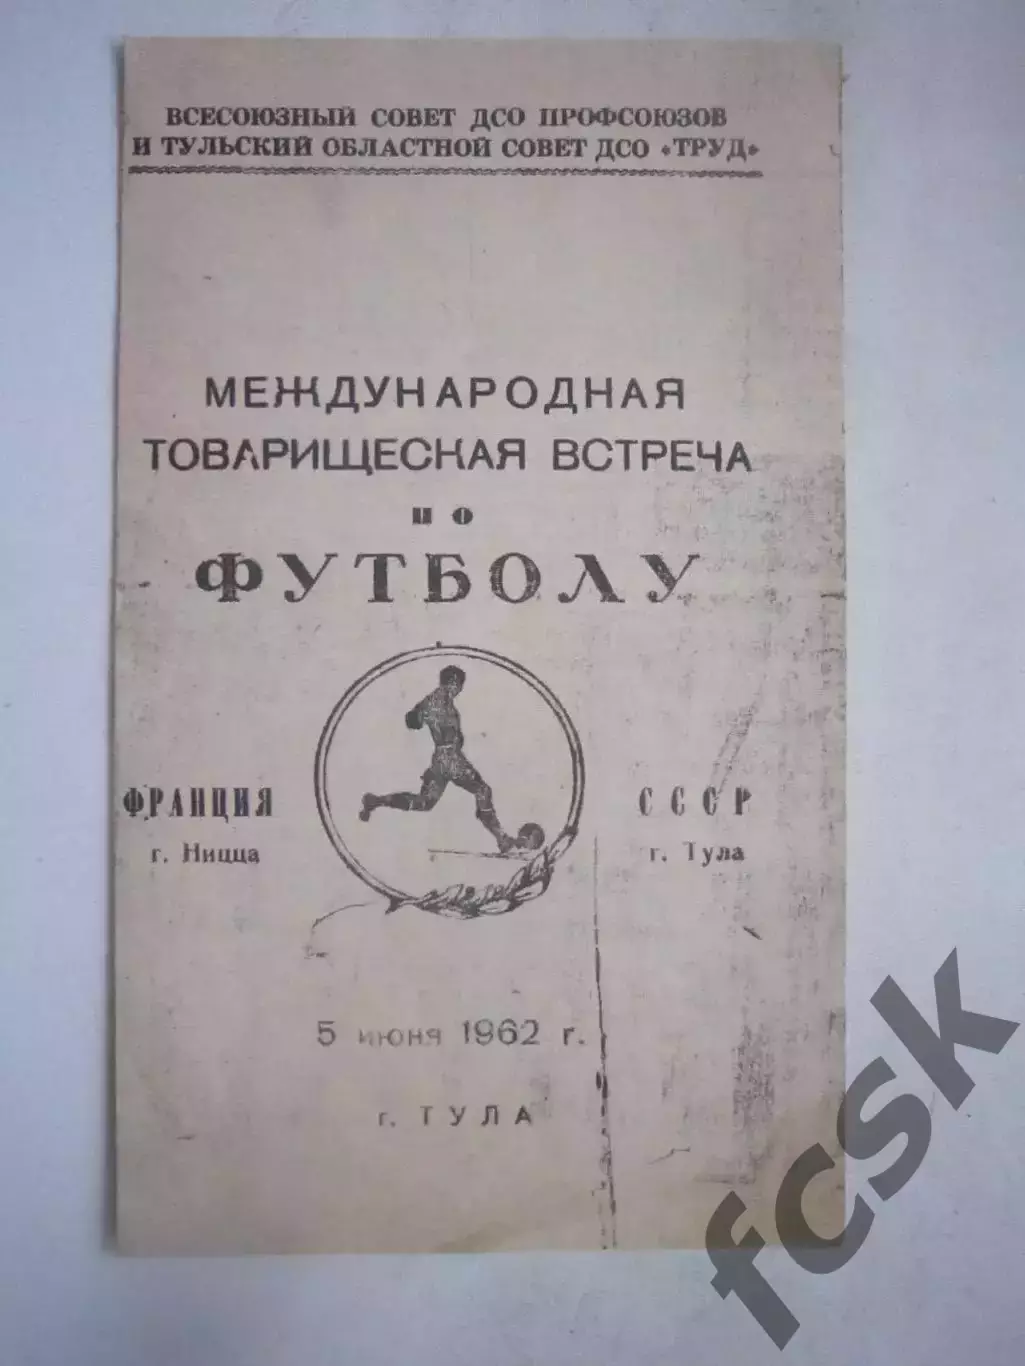 ВСЕСОЮЗНЫЙ СОВЕТ ДСО ПРОФСОЮЗОВ
И ТУЛЬСКИЙ ОБЛАСТНОЙ СОВЕТ ДСО «ТРУД»
МЕЖДУНАРОДНАЯ
ТОВАРИЩЕСКАЯ ВСТРЕЧА
по
ФУТБОЛУ
ФРАНЦИЯ
г. Ницца
СССР
г. Тула
5 июня 1962 г.
г. ТУЛА
fcsk